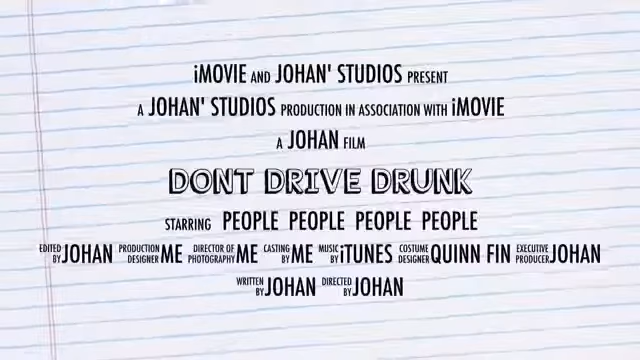 iMOVIE AND JOHAN' STUDIOS PRESENT
A JOHAN' STUDIOS PRODUCTION IN ASSOCIATION WITH iMOVIE
A JOHAN FILM
DONT DRIVE DRUNK
STARRING PEOPLE PEOPLE PEOPLE PEOPLE
EDITED BY JOHAN PRODUCTION DESIGNER ME DIRECTOR OF PHOTOGRAPHY ME CASTING BY ME MUSIC BY iTUNES COSTUME DESIGNER QUINN FIN EXECUTIVE PRODUCER JOHAN
WRITTEN BY JOHAN DIRECTED BY JOHAN